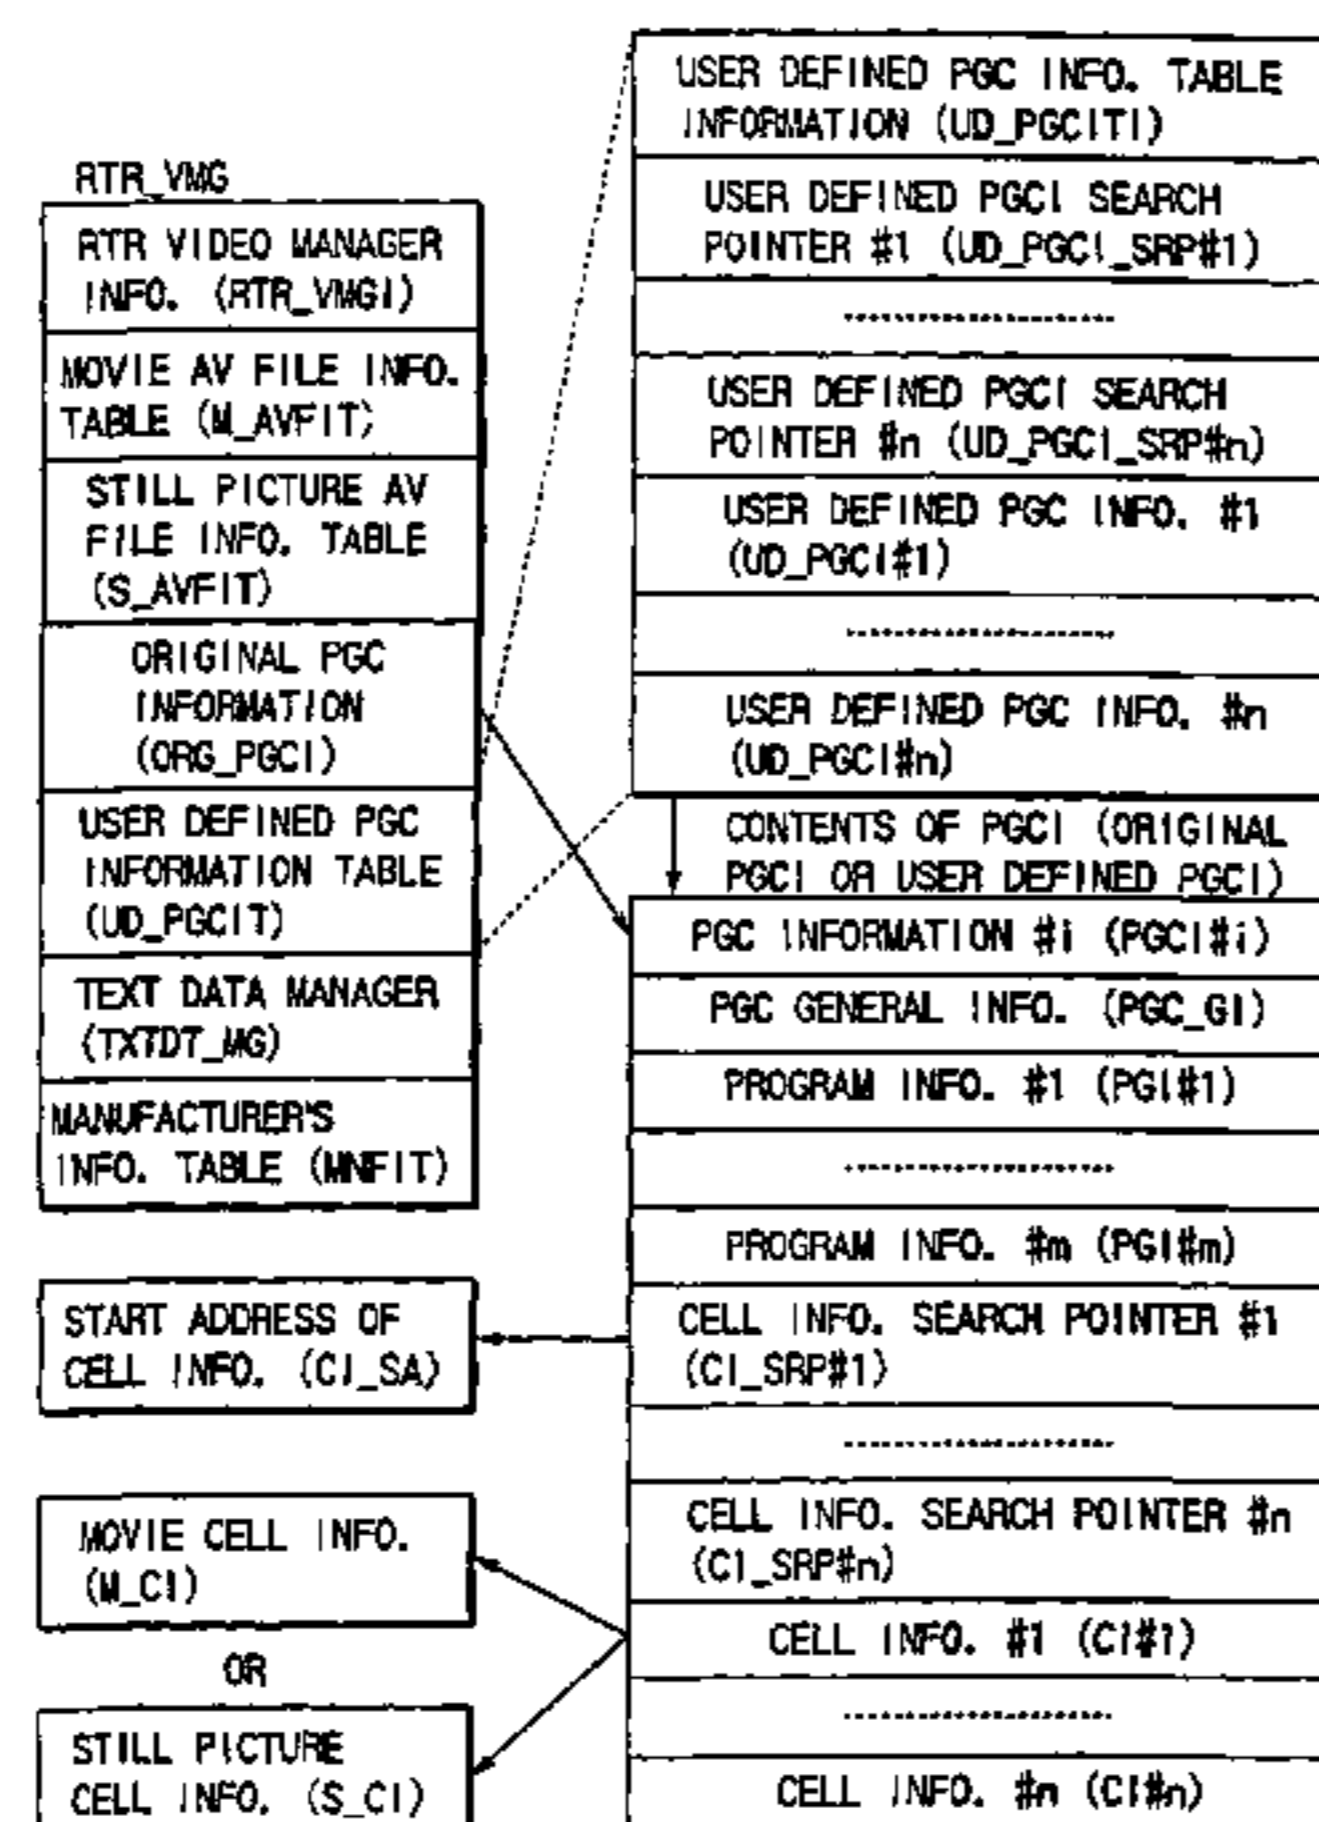 RTR_VMG
RTR VIDEO MANAGER
INFO. (RTR_VMGI)
MOVIE AV FILE INFO.
TABLE (M_AVFIT)
STILL PICTURE AV
FILE INFO. TABLE
(S_AVFIT)
ORIGINAL PGC
INFORMATION
(ORG_PGCI)
USER DEFINED PGC
INFORMATION TABLE
(UD_PGCIT)
TEXT DATA MANAGER
(TXTDT_MG)
MANUFACTURER'S
INFO. TABLE (MNFIT)
START ADDRESS OF
CELL INFO. (CI_SA)
MOVIE CELL INFO.
(M_CI)
OR
STILL PICTURE
CELL INFO. (S_CI)
USER DEFINED PGC INFO. TABLE
INFORMATION (UD_PGCITI)
USER DEFINED PGCI SEARCH
POINTER #1 (UD_PGCI_SRP#1)
......................
USER DEFINED PGCI SEARCH
POINTER #n (UD_PGCI_SRP#n)
USER DEFINED PGC INFO. #1
(UD_PGCI#1)
......................
USER DEFINED PGC INFO. #n
(UD_PGCI#n)
CONTENTS OF PGCI (ORIGINAL
PGCI OR USER DEFINED PGCI)
PGC INFORMATION #i (PGCI#i)
PGC GENERAL INFO. (PGC_GI)
PROGRAM INFO. #1 (PGI#1)
......................
PROGRAM INFO. #m (PGI#m)
CELL INFO. SEARCH POINTER #1
(CI_SRP#1)
......................
CELL INFO. SEARCH POINTER #n
(CI_SRP#n)
CELL INFO. #1 (CI#1)
......................
CELL INFO. #n (CI#n)